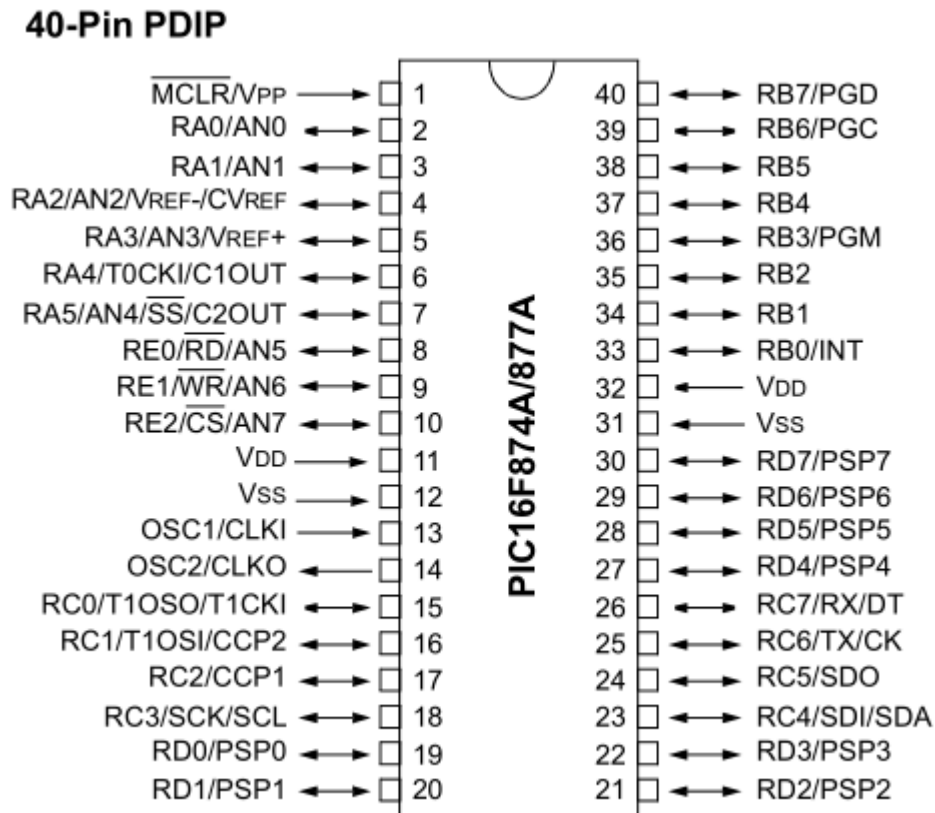 40-Pin PDIP
MCLR/VPP 1 40 RB7/PGD
RA0/AN0 2 39 RB6/PGC
RA1/AN1 3 38 RB5
RA2/AN2/VREF-/CVREF 4 37 RB4
RA3/AN3/VREF+ 5 36 RB3/PGM
RA4/T0CKI/C1OUT 6 35 RB2
RA5/AN4/SS/C2OUT 7 34 RB1
RE0/RD/AN5 8 33 RB0/INT
RE1/WR/AN6 9 32 VDD
RE2/CS/AN7 10 31 VSS
VDD 11 30 RD7/PSP7
VSS 12 29 RD6/PSP6
OSC1/CLKI 13 28 RD5/PSP5
OSC2/CLKO 14 27 RD4/PSP4
RC0/T1OSO/T1CKI 15 26 RC7/RX/DT
RC1/T1OSI/CCP2 16 25 RC6/TX/CK
RC2/CCP1 17 24 RC5/SDO
RC3/SCK/SCL 18 23 RC4/SDI/SDA
RD0/PSP0 19 22 RD3/PSP3
RD1/PSP1 20 21 RD2/PSP2
PIC16F874A/877A